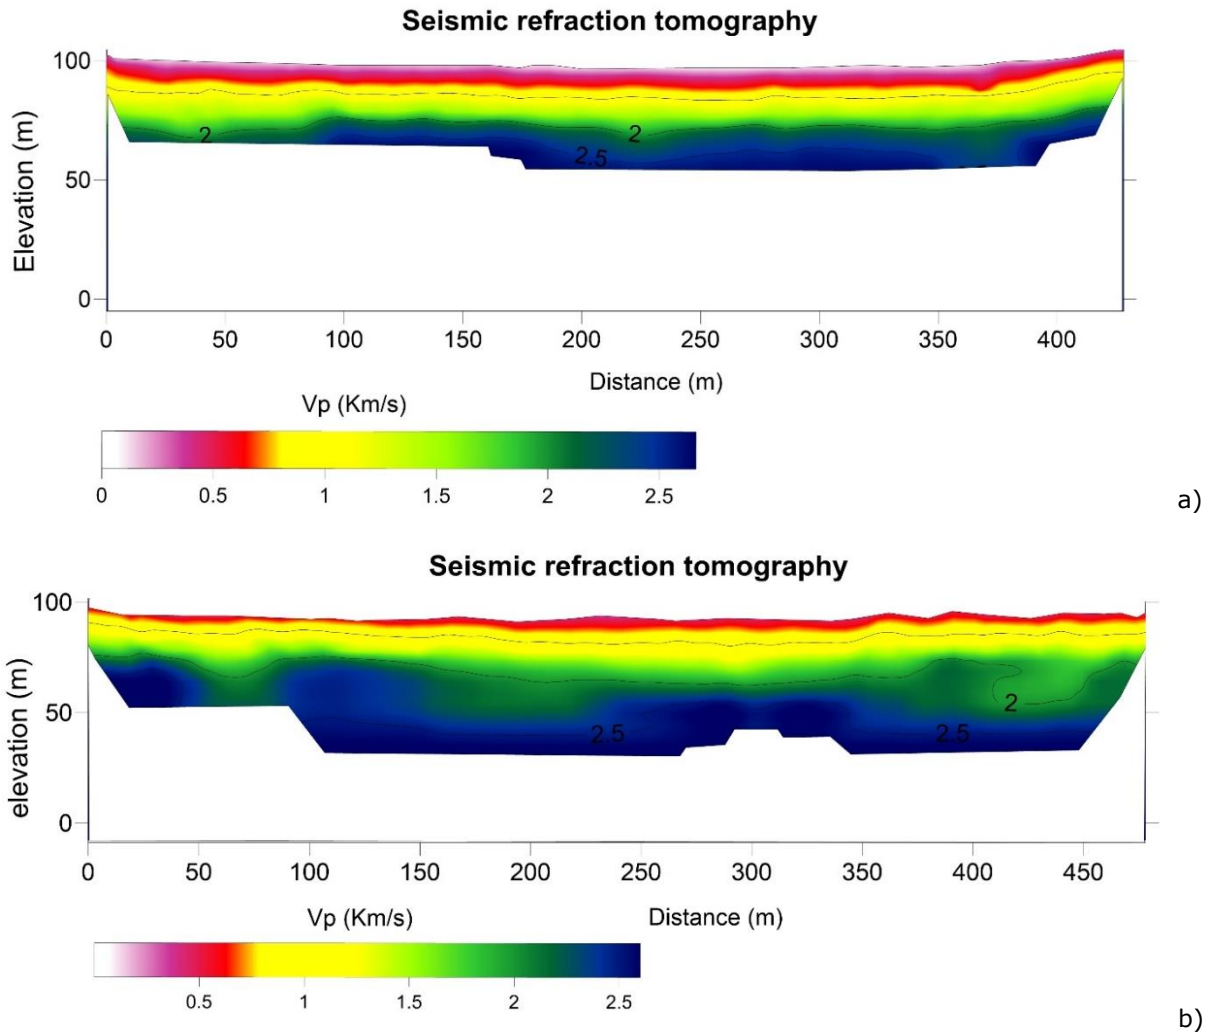 Seismic refraction tomography
100
50
0
Elevation (m)
2
2
2.5
0 50 100 150 200 250 300 350 400
Distance (m)
Vp (Km/s)
0 0.5 1 1.5 2 2.5
a)
Seismic refraction tomography
100
50
0
elevation (m)
2
2.5
2.5
0 50 100 150 200 250 300 350 400 450
Vp (Km/s) Distance (m)
0.5 1 1.5 2 2.5
b)